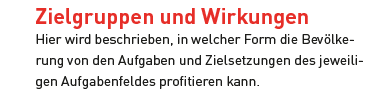 Zielgruppen und Wirkungen
Hier wird beschrieben, in welcher Form die Bevölke-
rung von den Aufgaben und Zielsetzungen des jeweili-
gen Aufgabenfeldes profitieren kann.